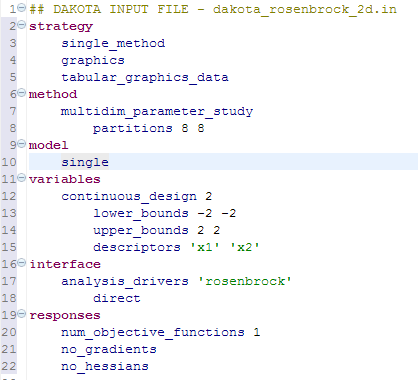 1 ## DAKOTA INPUT FILE - dakota_rosenbrock_2d.in
2 strategy
3     single_method
4     graphics
5     tabular_graphics_data
6 method
7     multidim_parameter_study
8         partitions 8 8
9 model
10     single
11 variables
12     continuous_design 2
13         lower_bounds -2 -2
14         upper_bounds 2 2
15         descriptors 'x1' 'x2'
16 interface
17     analysis_drivers 'rosenbrock'
18         direct
19 responses
20     num_objective_functions 1
21     no_gradients
22     no_hessians